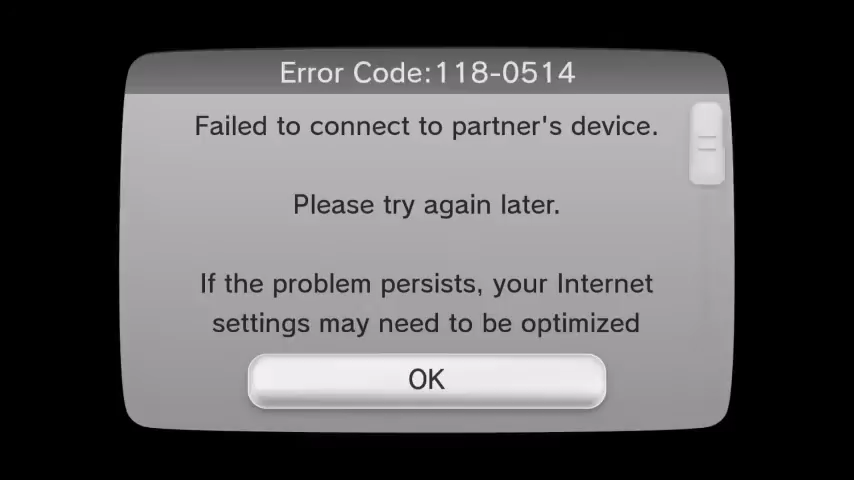 Error Code:118-0514
Failed to connect to partner's device.
Please try again later.
If the problem persists, your Internet
settings may need to be optimized
OK